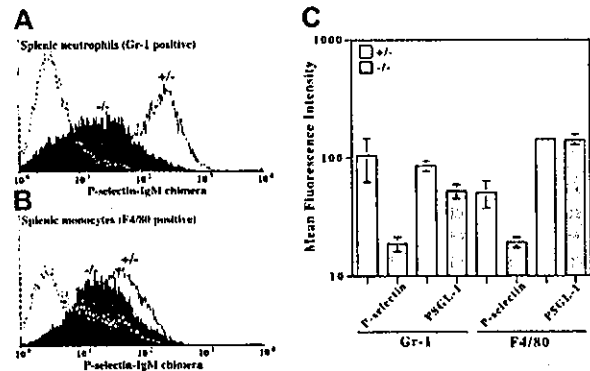 A
Splenic neutrophils (Gr-1 positive)
+/-
-/-
10⁰ 10¹ 10² 10³ 10⁴
P-selectin-IgM chimera
B
Splenic monocytes (F4/80 positive)
-/- +/-
10⁰ 10¹ 10² 10³ 10⁴
P-selectin-IgM chimera
C
+/-
-/-
Mean Fluorescence Intensity
1000
100
10
P-selectin PSGL-1 P-selectin PSGL-1
Gr-1 F4/80